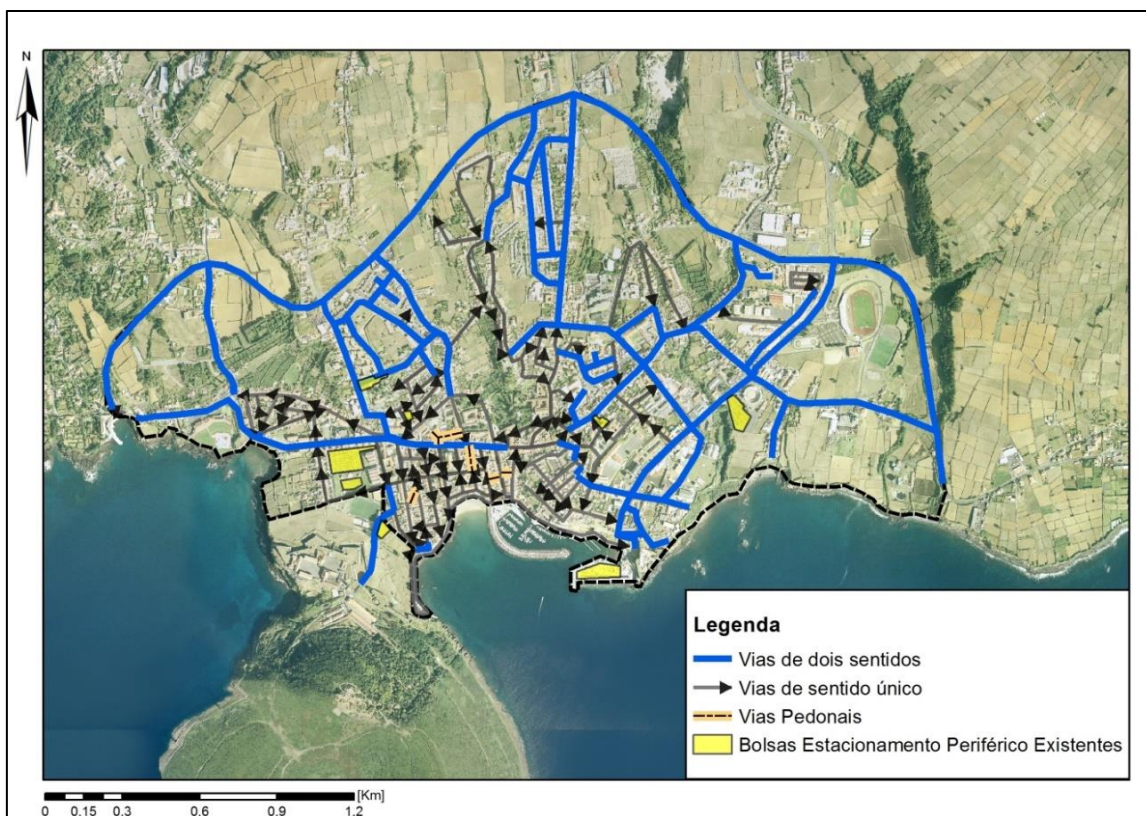 N
Legenda
Vias de dois sentidos
Vias de sentido único
Vias Pedonais
Bolsas Estacionamento Periférico Existentes
[Km]
0 0.15 0.3 0.6 0.9 1.2